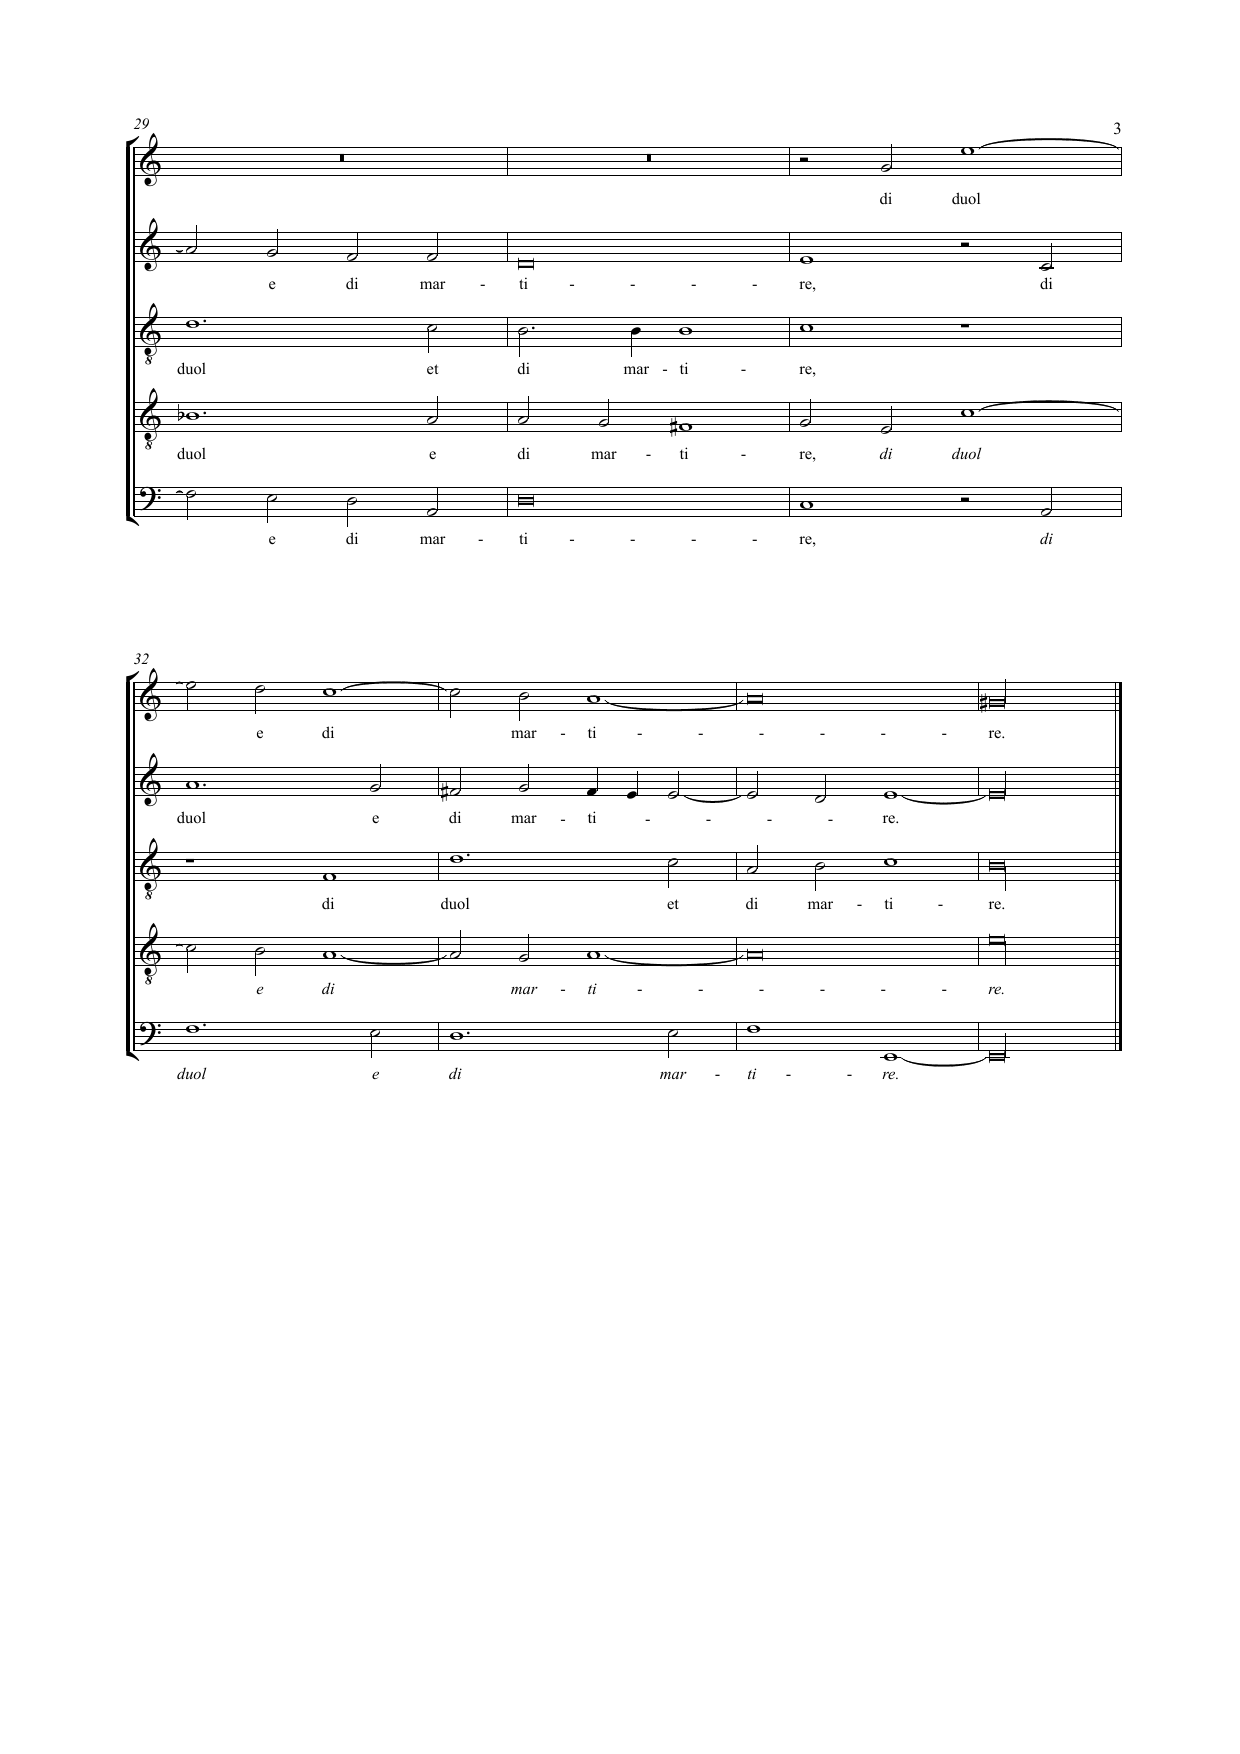 29
3
di duol
e di mar - ti - - - - re, di
duol et di mar - ti - re,
duol e di mar - ti - re, di duol
e di mar - ti - - - - re, di
32
e di mar - ti - - - - - - re.
duol e di mar - ti - - - - re.
di duol et di mar - ti - re.
e di mar - ti - - - - - - re.
duol e di mar - ti - - re.